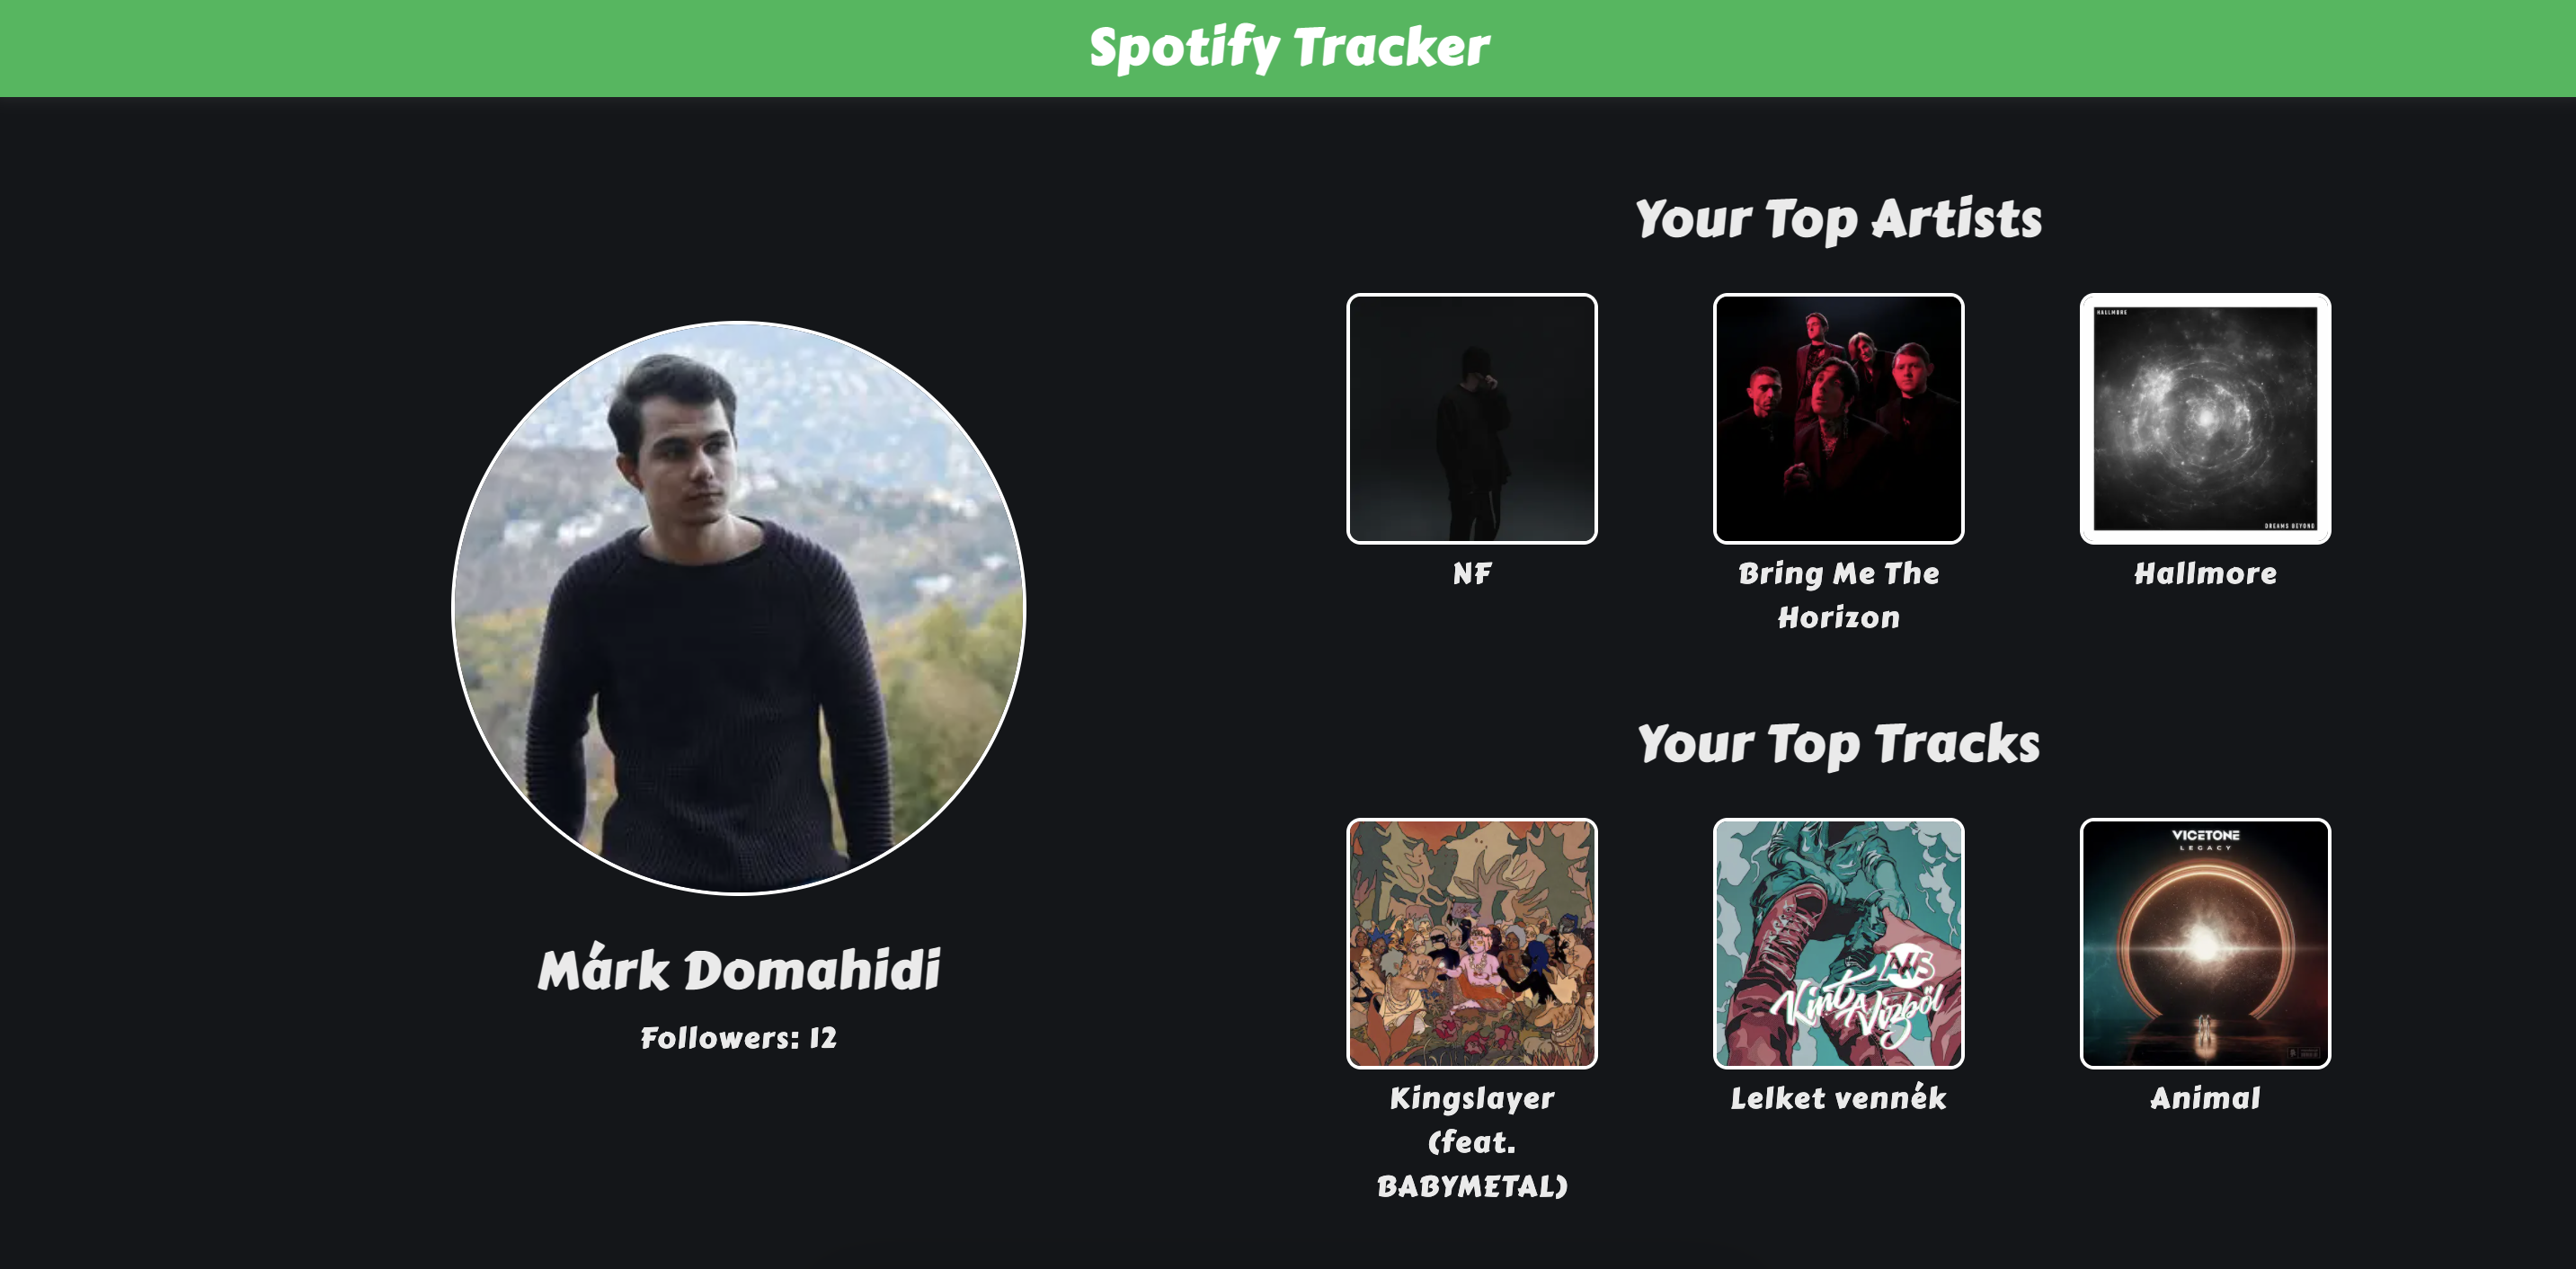 Spotify Tracker
Márk Domahidi
Followers: 12
Your Top Artists
HALLMORE
DREAMS BEYOND
NF
Bring Me The
Horizon
Hallmore
Your Top Tracks
AWS
Kint A Vízből
VICETONE
LEGACY
Kingslayer
(feat.
BABYMETAL)
Lelket vennék
Animal